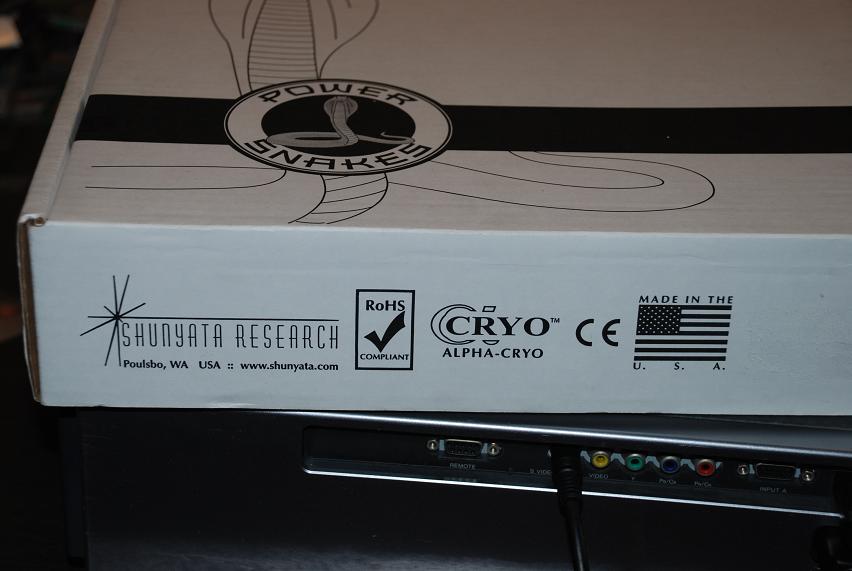 POWER
SNAKES
SHUNYATA RESEARCH
Poulsbo, WA USA :: www.shunyata.com
RoHS
COMPLIANT
CRYO™
ALPHA-CRYO
CE
MADE IN THE
U. S. A.
REMOTE
S VIDEO
VIDEO
Y
PB/CB
PR/CR
INPUT A